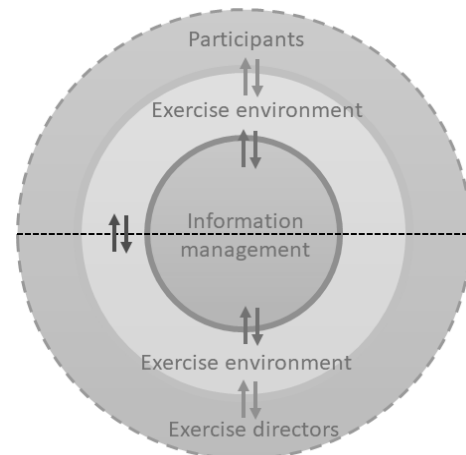 Participants
Exercise environment
Information
management
Exercise environment
Exercise directors